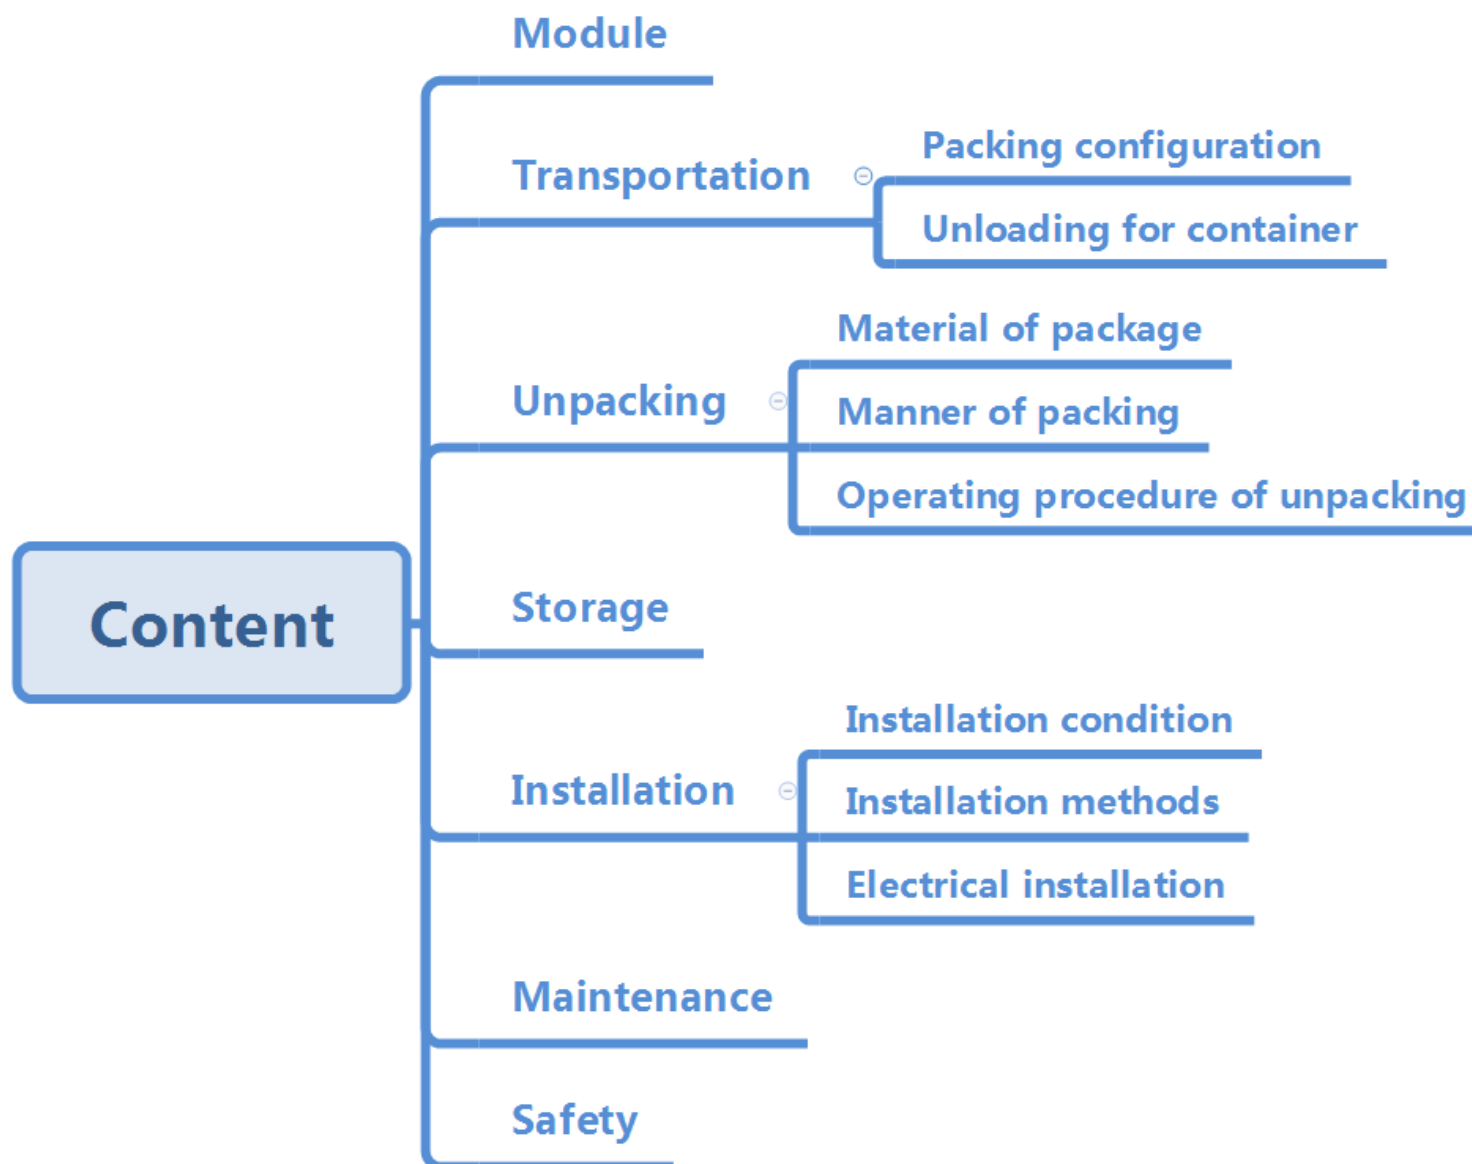 Module
Transportation
Packing configuration
Unloading for container
Unpacking
Material of package
Manner of packing
Operating procedure of unpacking
Content
Storage
Installation
Installation condition
Installation methods
Electrical installation
Maintenance
Safety